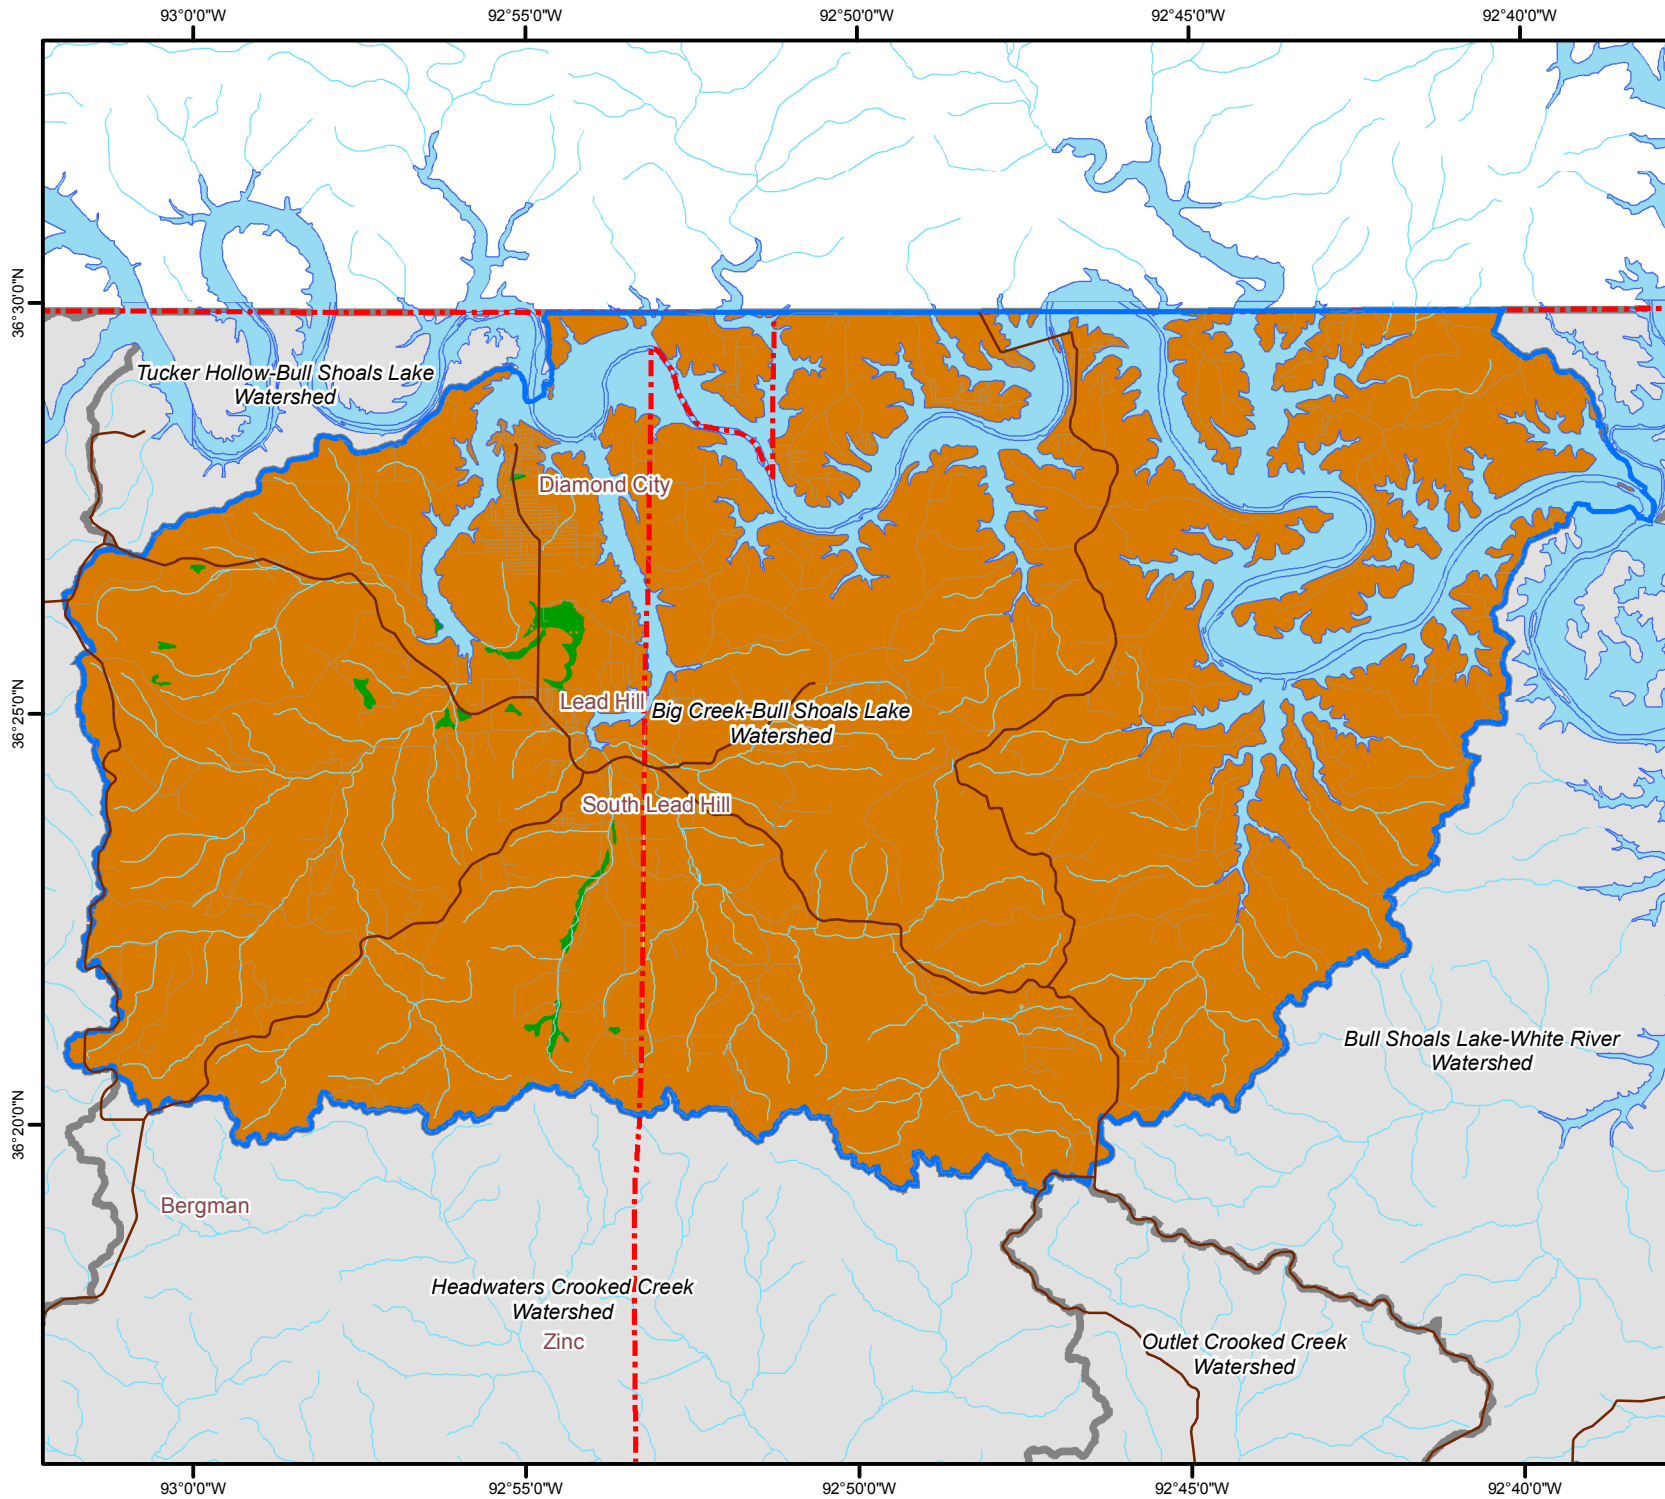 93°0'0"W
92°55'0"W
92°50'0"W
92°45'0"W
92°40'0"W
36°30'0"N
Tucker Hollow-Bull Shoals Lake
Watershed
Diamond City
Lead Hill
36°25'0"N
Big Creek-Bull Shoals Lake
Watershed
South Lead Hill
Bull Shoals Lake-White River
Watershed
36°20'0"N
Bergman
Headwaters Crooked Creek
Watershed
Zinc
Outlet Crooked Creek
Watershed
93°0'0"W
92°55'0"W
92°50'0"W
92°45'0"W
92°40'0"W